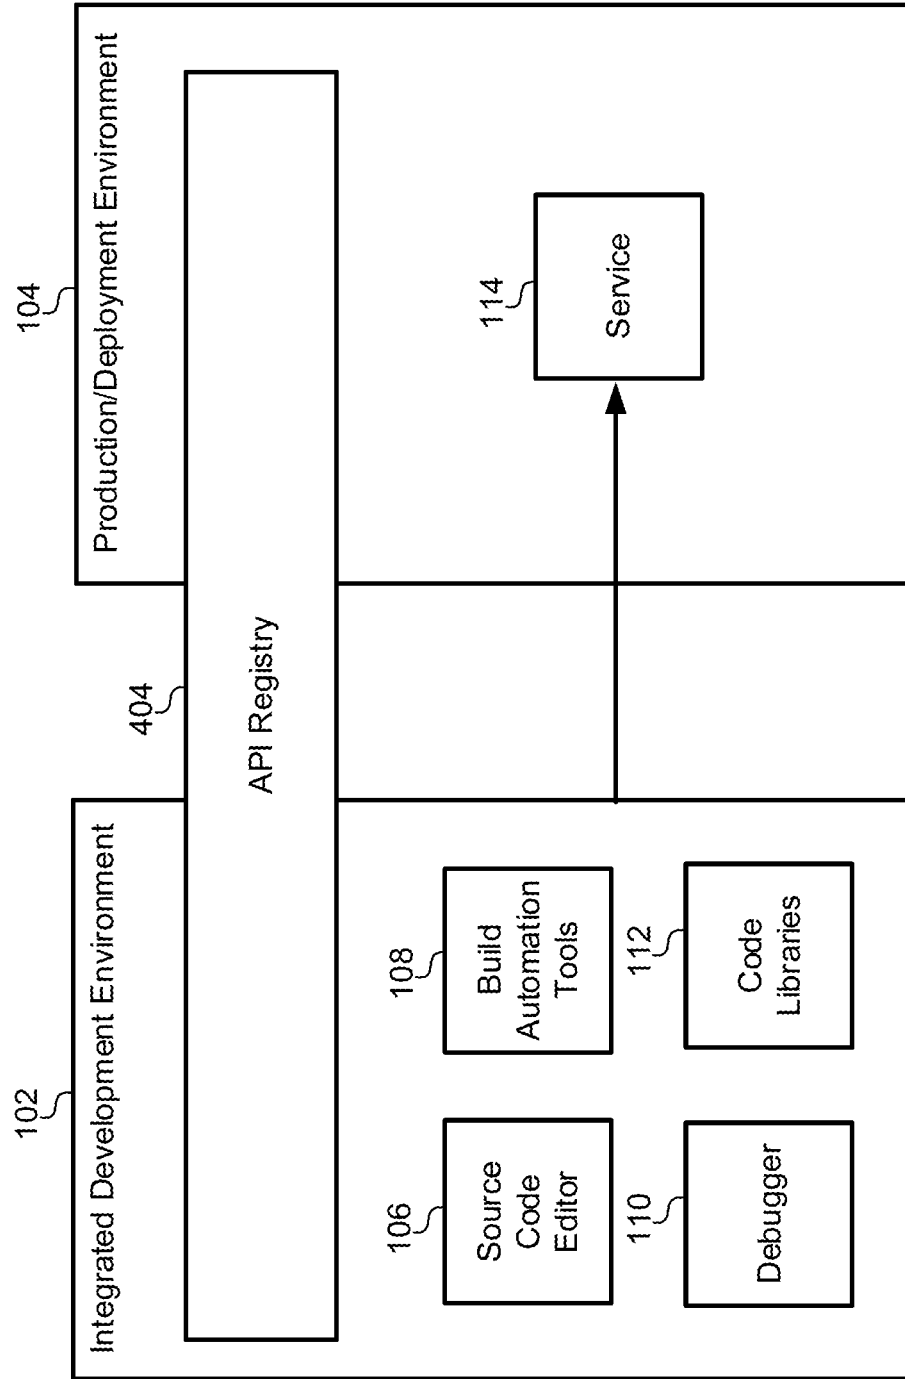 102
Integrated Development Environment
104
Production/Deployment Environment
404
API Registry
106
Source
Code
Editor
108
Build
Automation
Tools
110
Debugger
112
Code
Libraries
114
Service